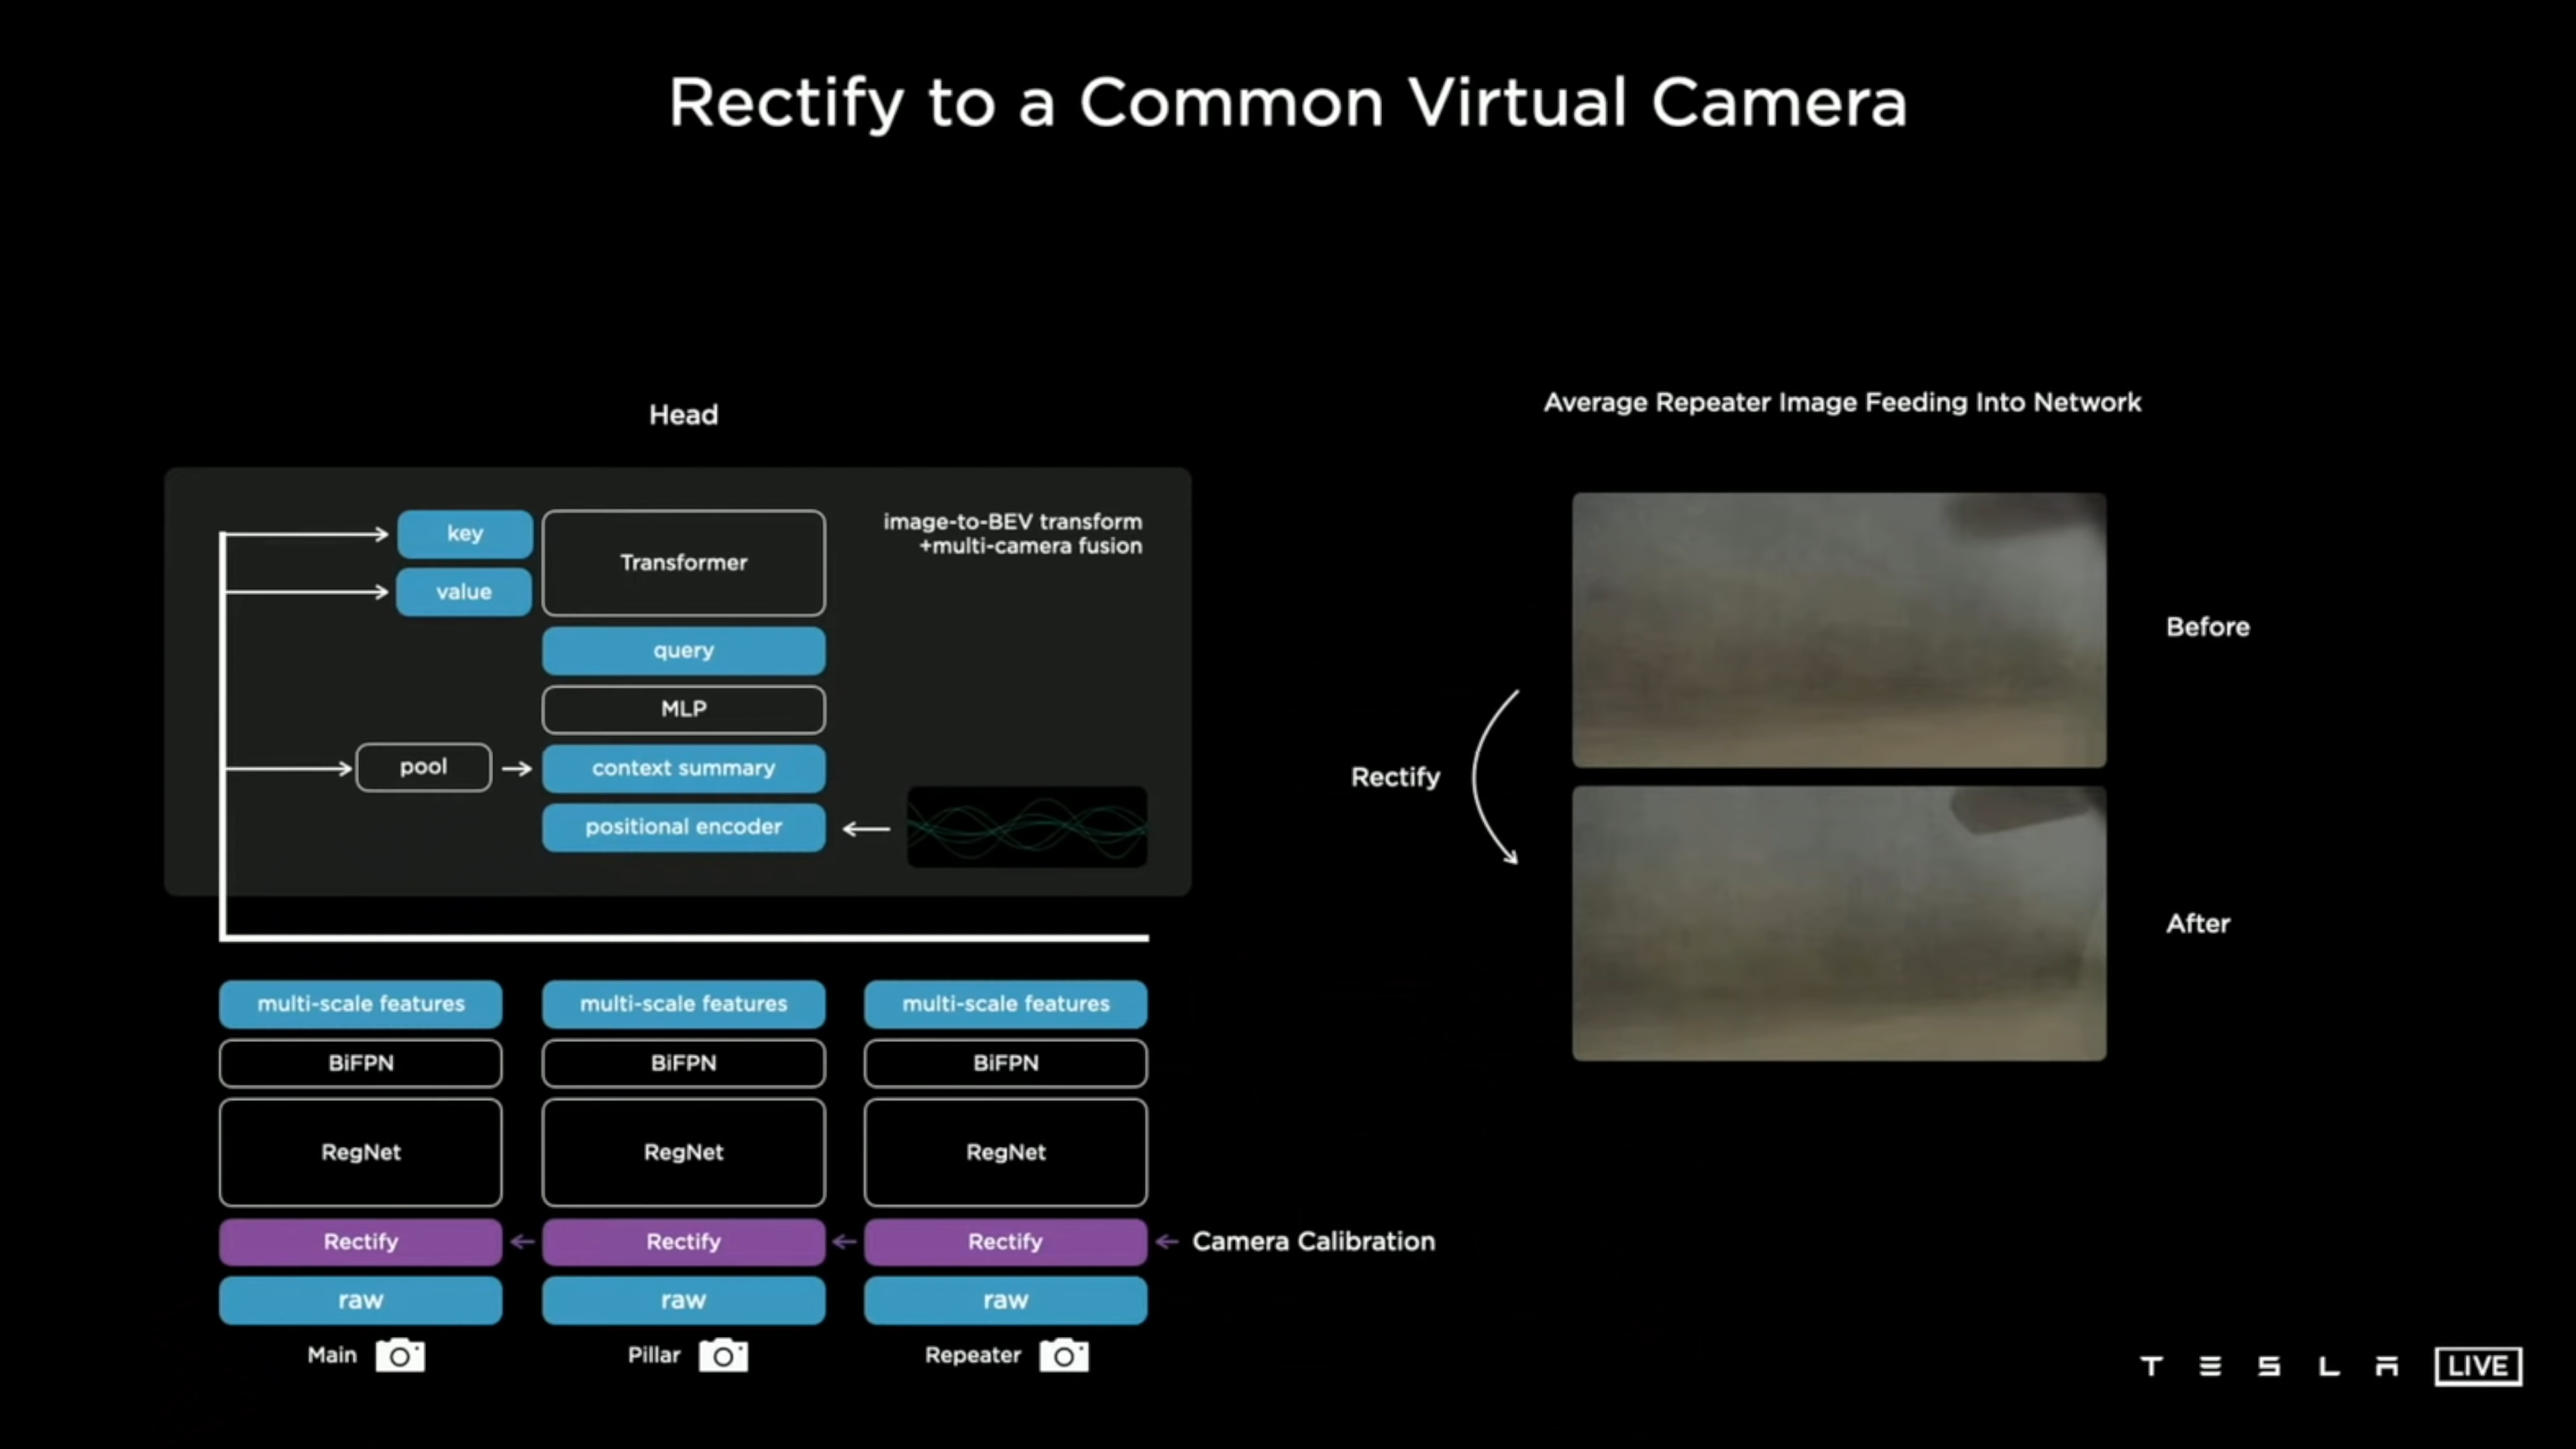 Rectify to a Common Virtual Camera
Head
key
value
Transformer
image-to-BEV transform
+multi-camera fusion
query
MLP
pool
context summary
positional encoder
multi-scale features
multi-scale features
multi-scale features
BiFPN
BiFPN
BiFPN
RegNet
RegNet
RegNet
Rectify
Rectify
Rectify
Camera Calibration
raw
raw
raw
Main
Pillar
Repeater
Average Repeater Image Feeding Into Network
Before
Rectify
After
TESLA LIVE